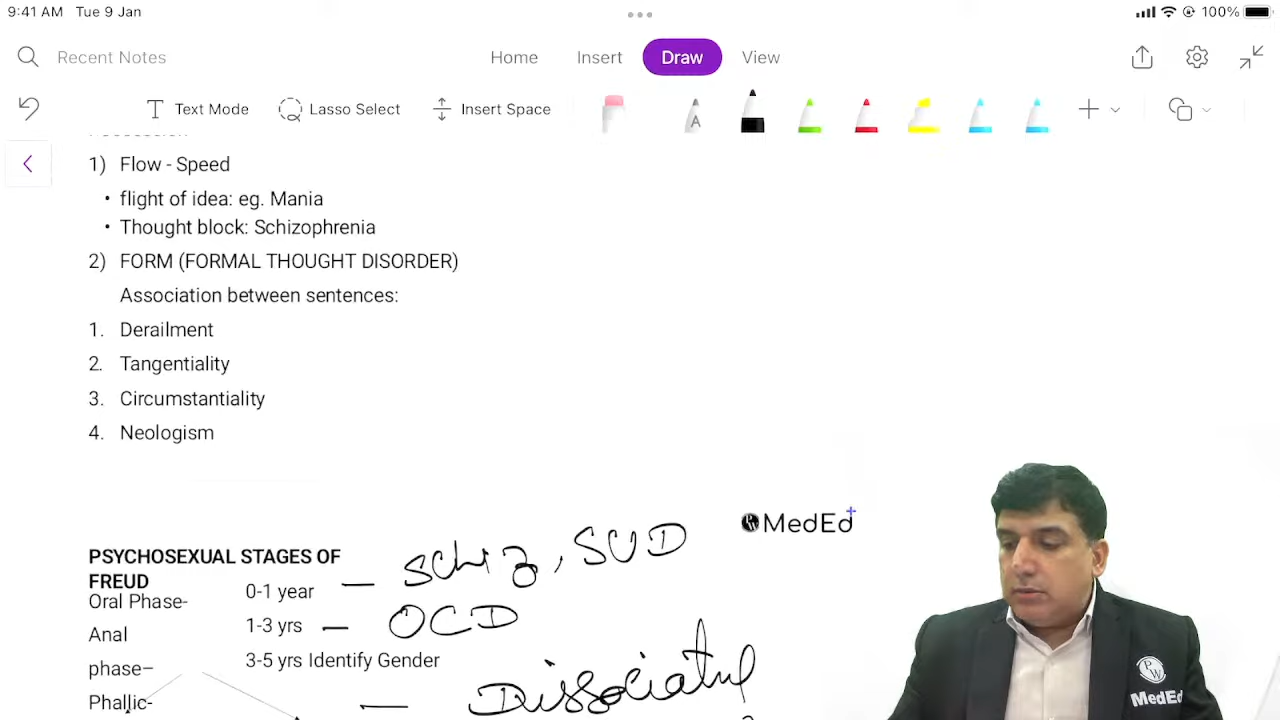 9:41 AM Tue 9 Jan
100%
Recent Notes
Home Insert Draw View
Text Mode Lasso Select Insert Space
A
1) Flow - Speed
• flight of idea: eg. Mania
• Thought block: Schizophrenia
2) FORM (FORMAL THOUGHT DISORDER)
Association between sentences:
1. Derailment
2. Tangentiality
3. Circumstantiality
4. Neologism
PW MedEd+
PSYCHOSEXUAL STAGES OF
FREUD
Oral Phase- 0-1 year — Schiz, SUD
Anal 1-3 yrs — OCD
phase– 3-5 yrs Identify Gender
Phallic- — Dissociative
PW
MedEd